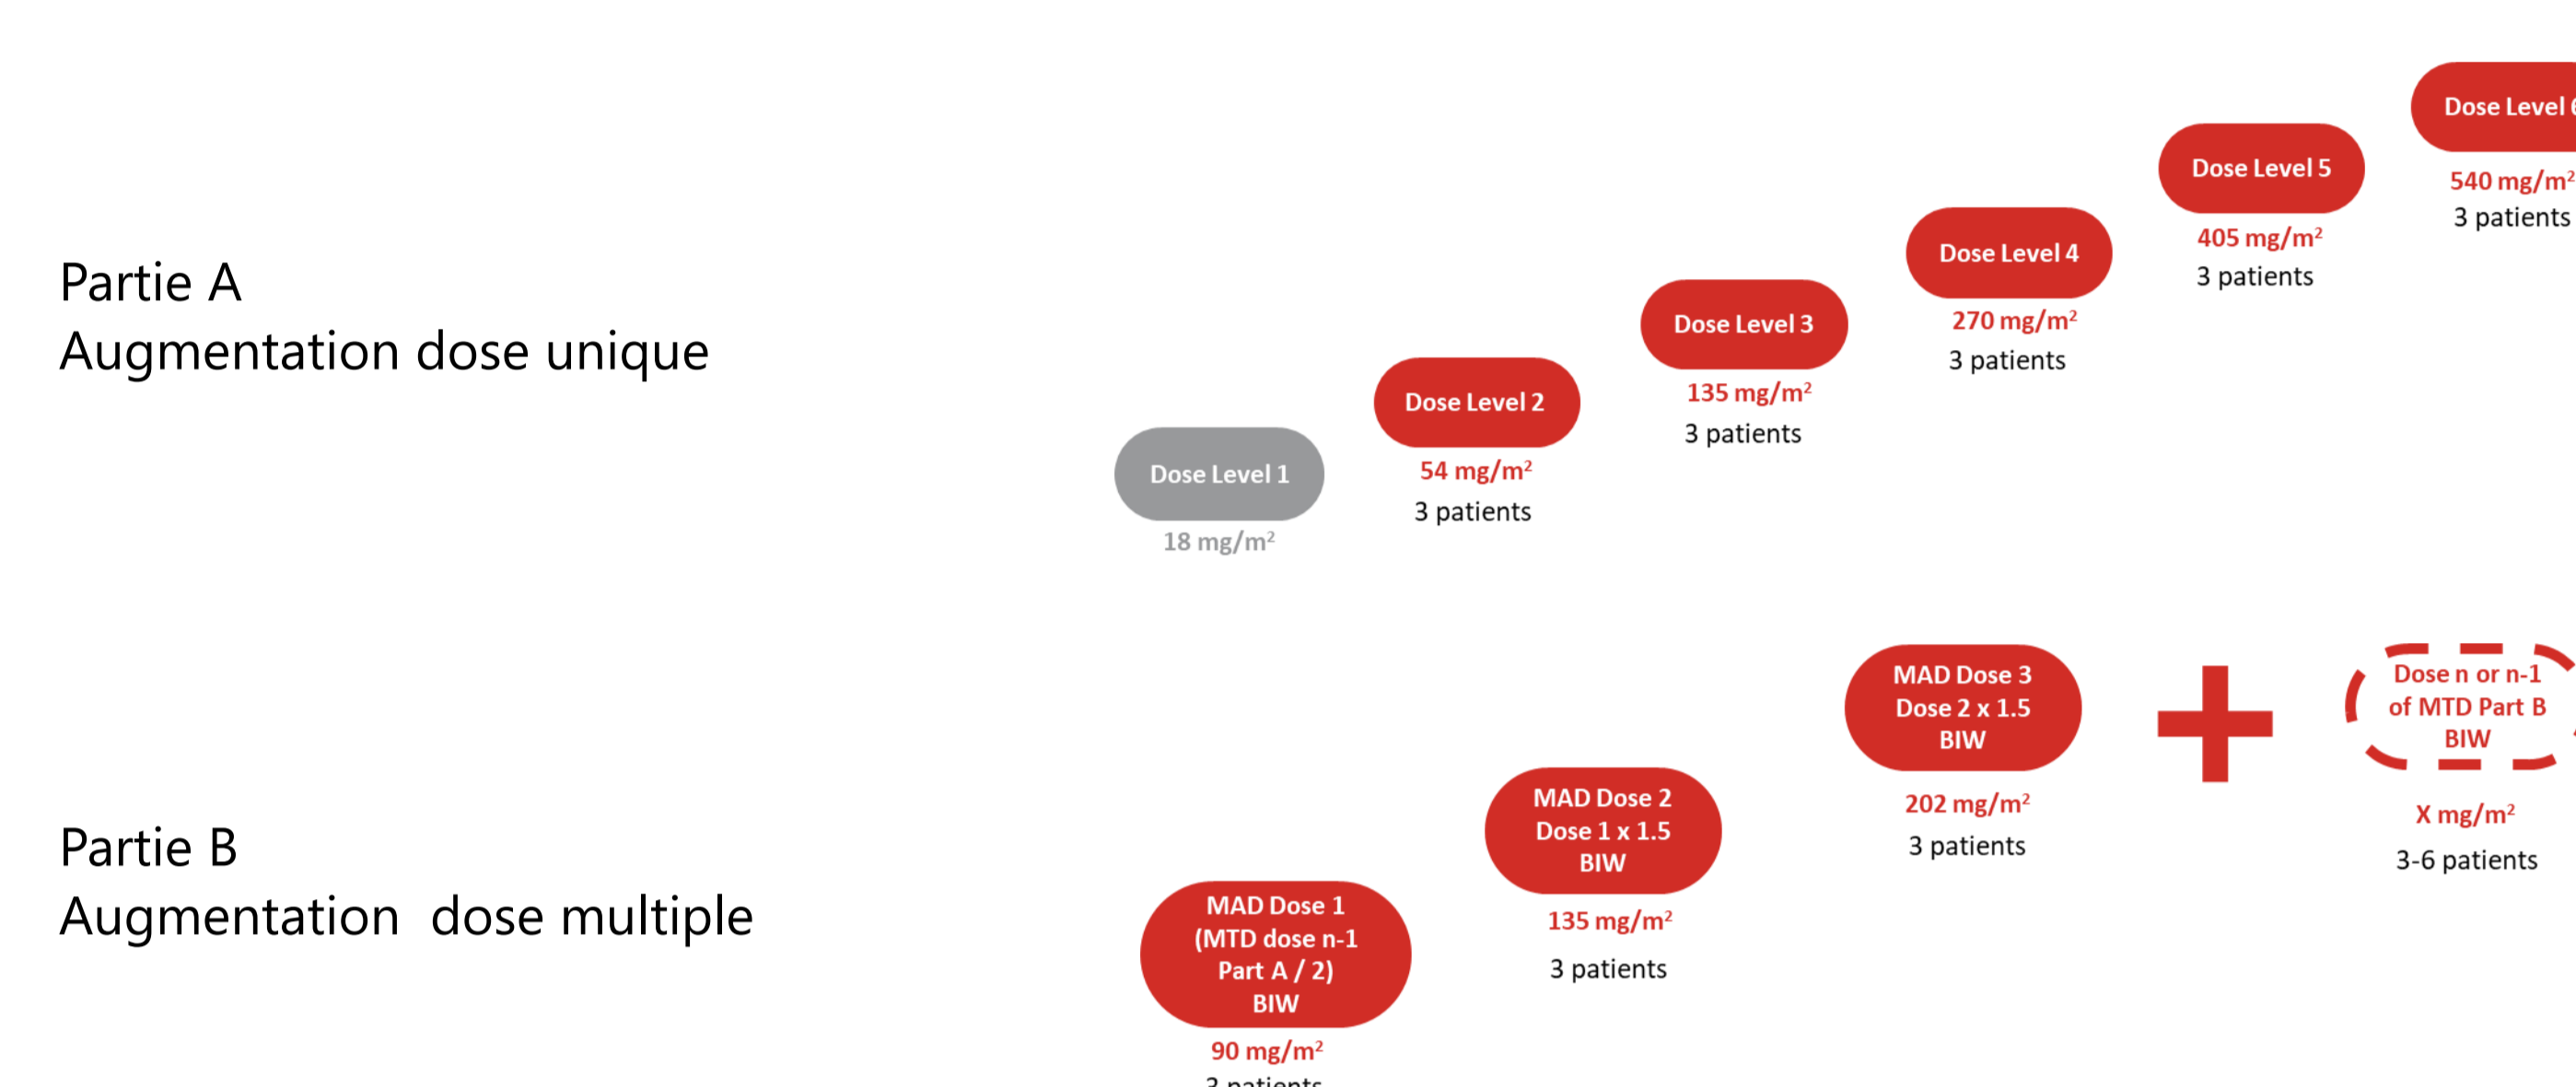 Partie A
Augmentation dose unique
Dose Level 1
18 mg/m²
Dose Level 2
54 mg/m²
3 patients
Dose Level 3
135 mg/m²
3 patients
Dose Level 4
270 mg/m²
3 patients
Dose Level 5
405 mg/m²
3 patients
Dose Level 6
540 mg/m²
3 patients
Partie B
Augmentation dose multiple
MAD Dose 1
(MTD dose n-1
Part A / 2)
BIW
90 mg/m²
3 patients
MAD Dose 2
Dose 1 x 1.5
BIW
135 mg/m²
3 patients
MAD Dose 3
Dose 2 x 1.5
BIW
202 mg/m²
3 patients
+
Dose n or n-1
of MTD Part B
BIW
X mg/m²
3-6 patients